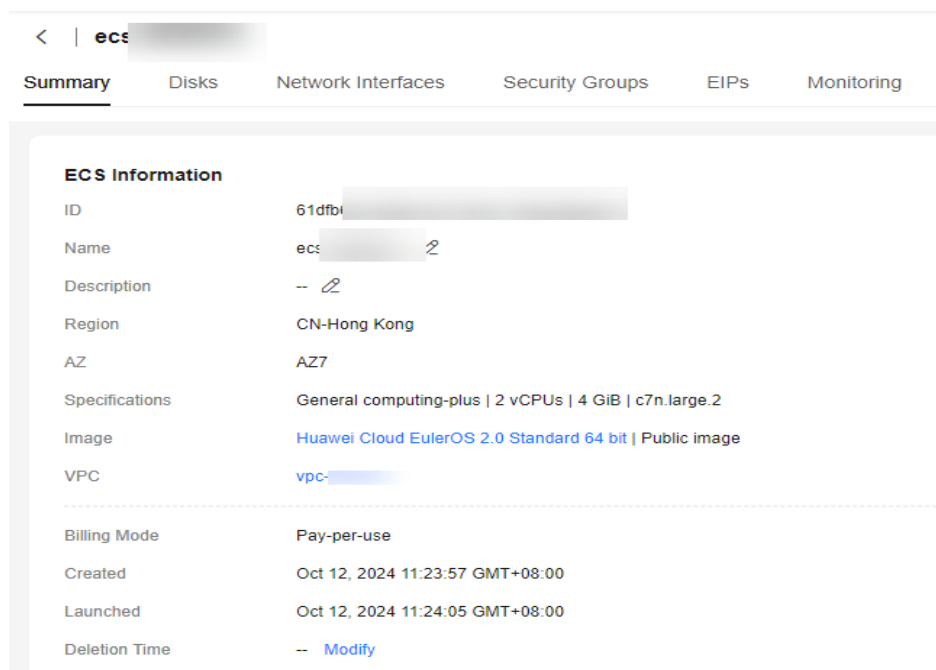 ecs
Summary Disks Network Interfaces Security Groups EIPs Monitoring
ECS Information
ID 61dfb
Name ecs
Description --
Region CN-Hong Kong
AZ AZ7
Specifications General computing-plus | 2 vCPUs | 4 GiB | c7n.large.2
Image Huawei Cloud EulerOS 2.0 Standard 64 bit | Public image
VPC vpc-
Billing Mode Pay-per-use
Created Oct 12, 2024 11:23:57 GMT+08:00
Launched Oct 12, 2024 11:24:05 GMT+08:00
Deletion Time -- Modify